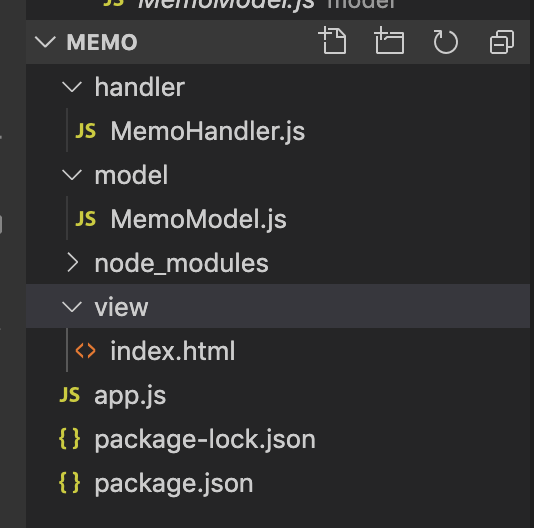 JS MemoModel.js model
MEMO
handler
JS MemoHandler.js
model
JS MemoModel.js
node_modules
view
<> index.html
JS app.js
{} package-lock.json
{} package.json